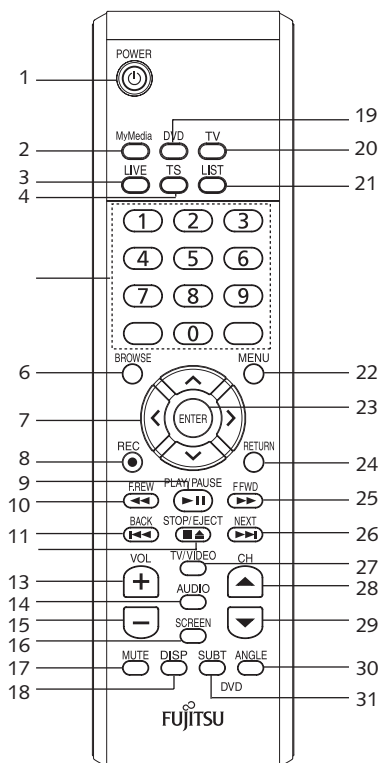 POWER
1
19
MyMedia DVD TV
2
20
LIVE TS LIST
3
4
21
1 2 3
4 5 6
7 8 9
0
BROWSE MENU
6
22
7
ENTER
23
8
REC RETURN
24
9
PLAY/PAUSE
F.REW F FWD
10
25
BACK STOP/EJECT NEXT
11
26
VOL TV/VIDEO CH
27
13
28
AUDIO
14
15
29
SCREEN
16
MUTE DISP SUBT ANGLE
17
30
18
DVD
31
FUJITSU